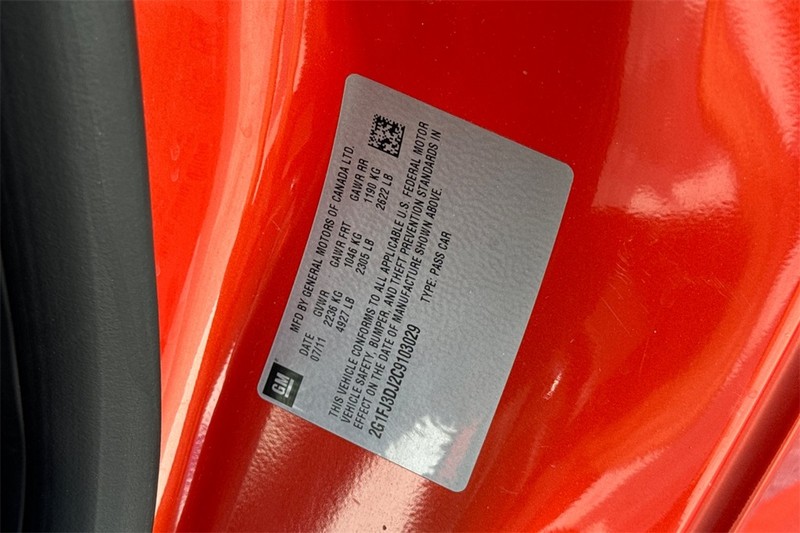 GM
MFD BY GENERAL MOTORS OF CANADA LTD.
DATE GVWR GAWR FRT GAWR RR
07/11 2236 KG 1046 KG 1190 KG
4927 LB 2305 LB 2622 LB
THIS VEHICLE CONFORMS TO ALL APPLICABLE U.S. FEDERAL MOTOR
VEHICLE SAFETY, BUMPER, AND THEFT PREVENTION STANDARDS IN
EFFECT ON THE DATE OF MANUFACTURE SHOWN ABOVE.
2G1FJ3DJ2C9103029 TYPE: PASS CAR